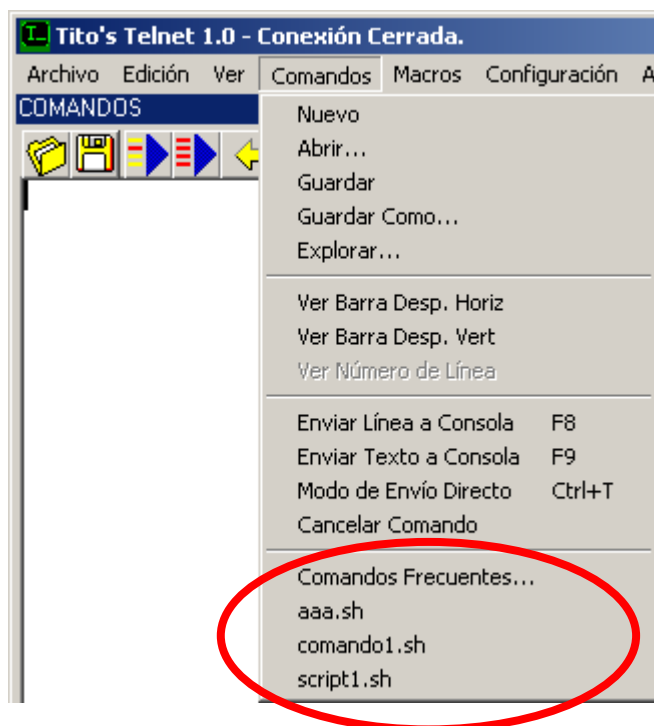 Tito's Telnet 1.0 - Conexión Cerrada.
Archivo Edición Ver Comandos Macros Configuración A
COMANDOS
Nuevo
Abrir...
Guardar
Guardar Como...
Explorar...
Ver Barra Desp. Horiz
Ver Barra Desp. Vert
Ver Número de Línea
Enviar Línea a Consola F8
Enviar Texto a Consola F9
Modo de Envío Directo Ctrl+T
Cancelar Comando
Comandos Frecuentes...
aaa.sh
comando1.sh
script1.sh